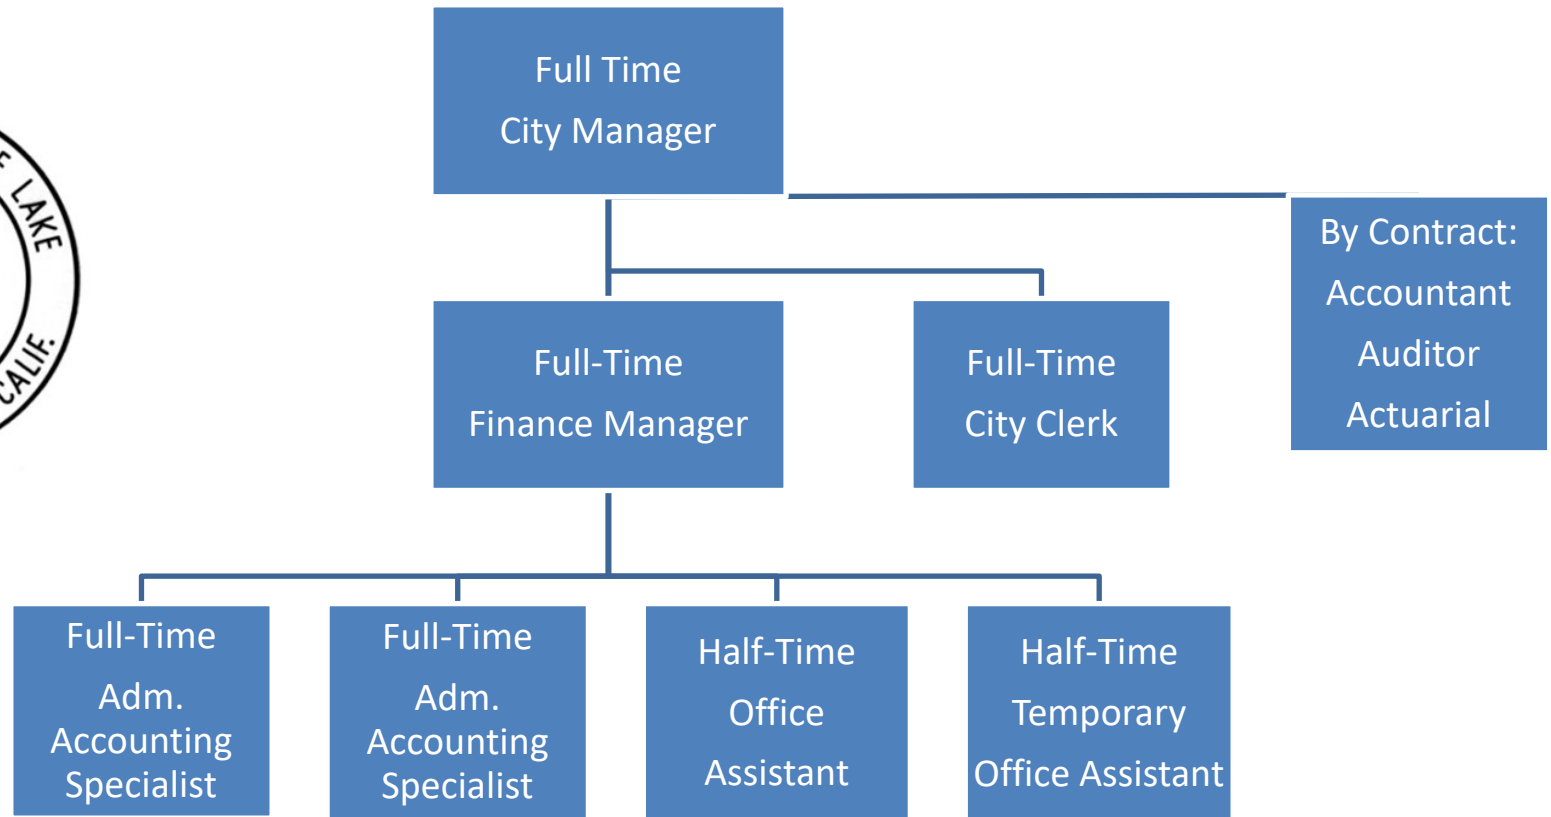 Full Time
City Manager
LAKE
CALIF.
By Contract:
Accountant
Auditor
Actuarial
Full-Time
Finance Manager
Full-Time
City Clerk
Full-Time
Adm.
Accounting
Specialist
Full-Time
Adm.
Accounting
Specialist
Half-Time
Office
Assistant
Half-Time
Temporary
Office Assistant